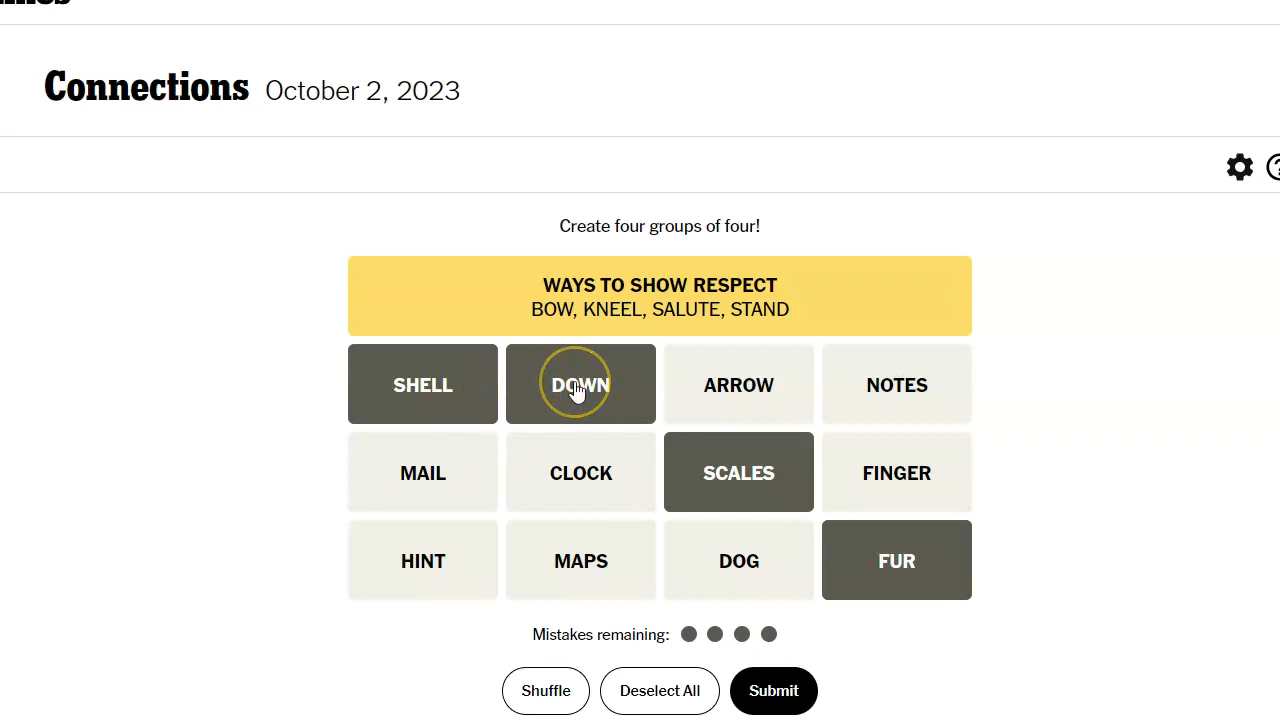 Connections October 2, 2023
Create four groups of four!
WAYS TO SHOW RESPECT
BOW, KNEEL, SALUTE, STAND
SHELL DOWN ARROW NOTES
MAIL CLOCK SCALES FINGER
HINT MAPS DOG FUR
Mistakes remaining:
Shuffle Deselect All Submit